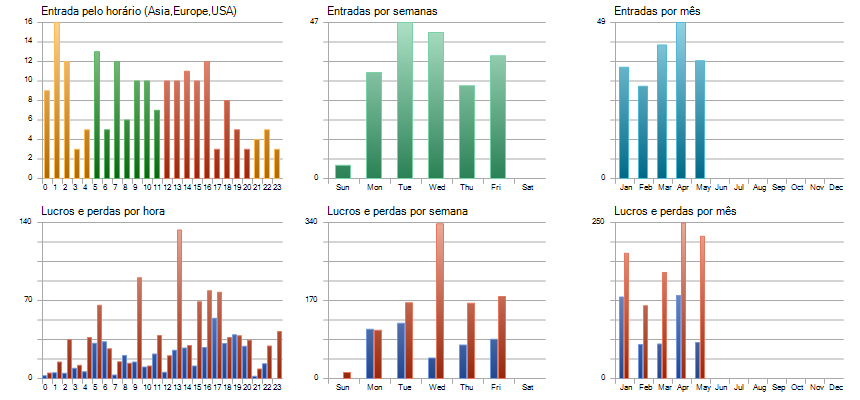 Entrada pelo horário (Asia,Europe,USA)
16
14
12
10
8
6
4
2
0
0 1 2 3 4 5 6 7 8 9 10 11 12 13 14 15 16 17 18 19 20 21 22 23
Entradas por semanas
47
0
Sun Mon Tue Wed Thu Fri Sat
Entradas por mês
49
0
Jan Feb Mar Apr May Jun Jul Aug Sep Oct Nov Dec
Lucros e perdas por hora
140
70
0
0 1 2 3 4 5 6 7 8 9 10 11 12 13 14 15 16 17 18 19 20 21 22 23
Lucros e perdas por semana
340
170
0
Sun Mon Tue Wed Thu Fri Sat
Lucros e perdas por mês
250
0
Jan Feb Mar Apr May Jun Jul Aug Sep Oct Nov Dec